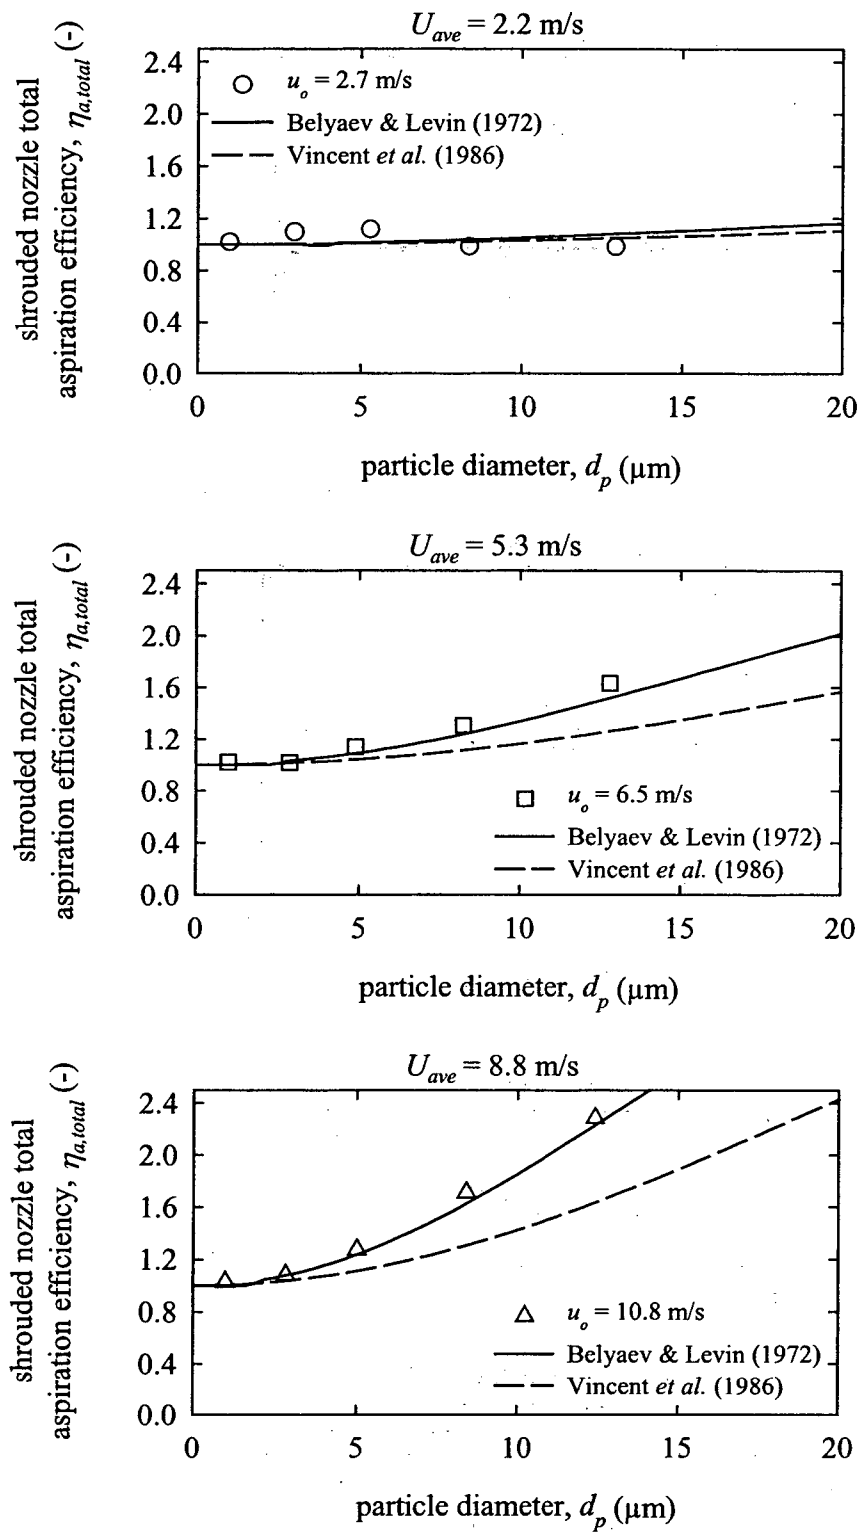 U_ave = 2.2 m/s
shrouded nozzle total
aspiration efficiency, η_a,total (-)
2.4
2.0
1.6
1.2
0.8
0.4
0.0
u_o = 2.7 m/s
Belyaev & Levin (1972)
Vincent et al. (1986)
0 5 10 15 20
particle diameter, d_p (μm)
U_ave = 5.3 m/s
shrouded nozzle total
aspiration efficiency, η_a,total (-)
2.4
2.0
1.6
1.2
0.8
0.4
0.0
u_o = 6.5 m/s
Belyaev & Levin (1972)
Vincent et al. (1986)
0 5 10 15 20
particle diameter, d_p (μm)
U_ave = 8.8 m/s
shrouded nozzle total
aspiration efficiency, η_a,total (-)
2.4
2.0
1.6
1.2
0.8
0.4
0.0
u_o = 10.8 m/s
Belyaev & Levin (1972)
Vincent et al. (1986)
0 5 10 15 20
particle diameter, d_p (μm)